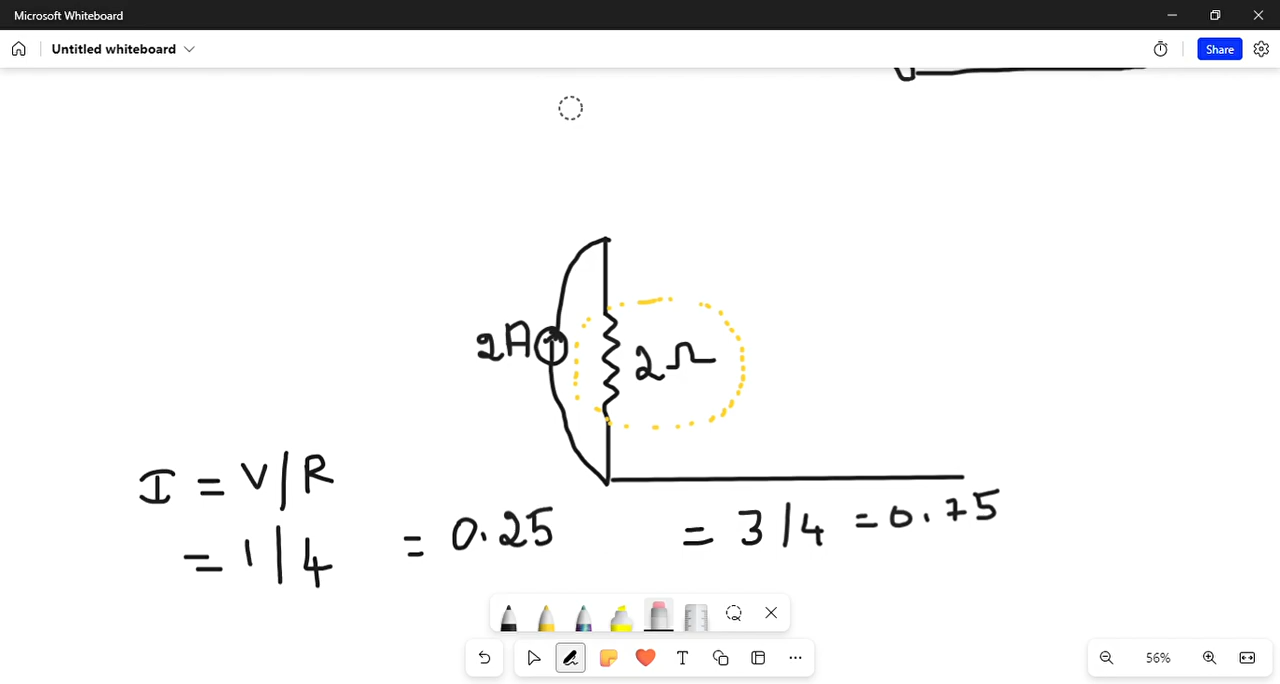 Microsoft Whiteboard
Untitled whiteboard
Share
2A
2Ω
I = V/R
= 1/4 = 0.25
= 3/4 = 0.75
56%